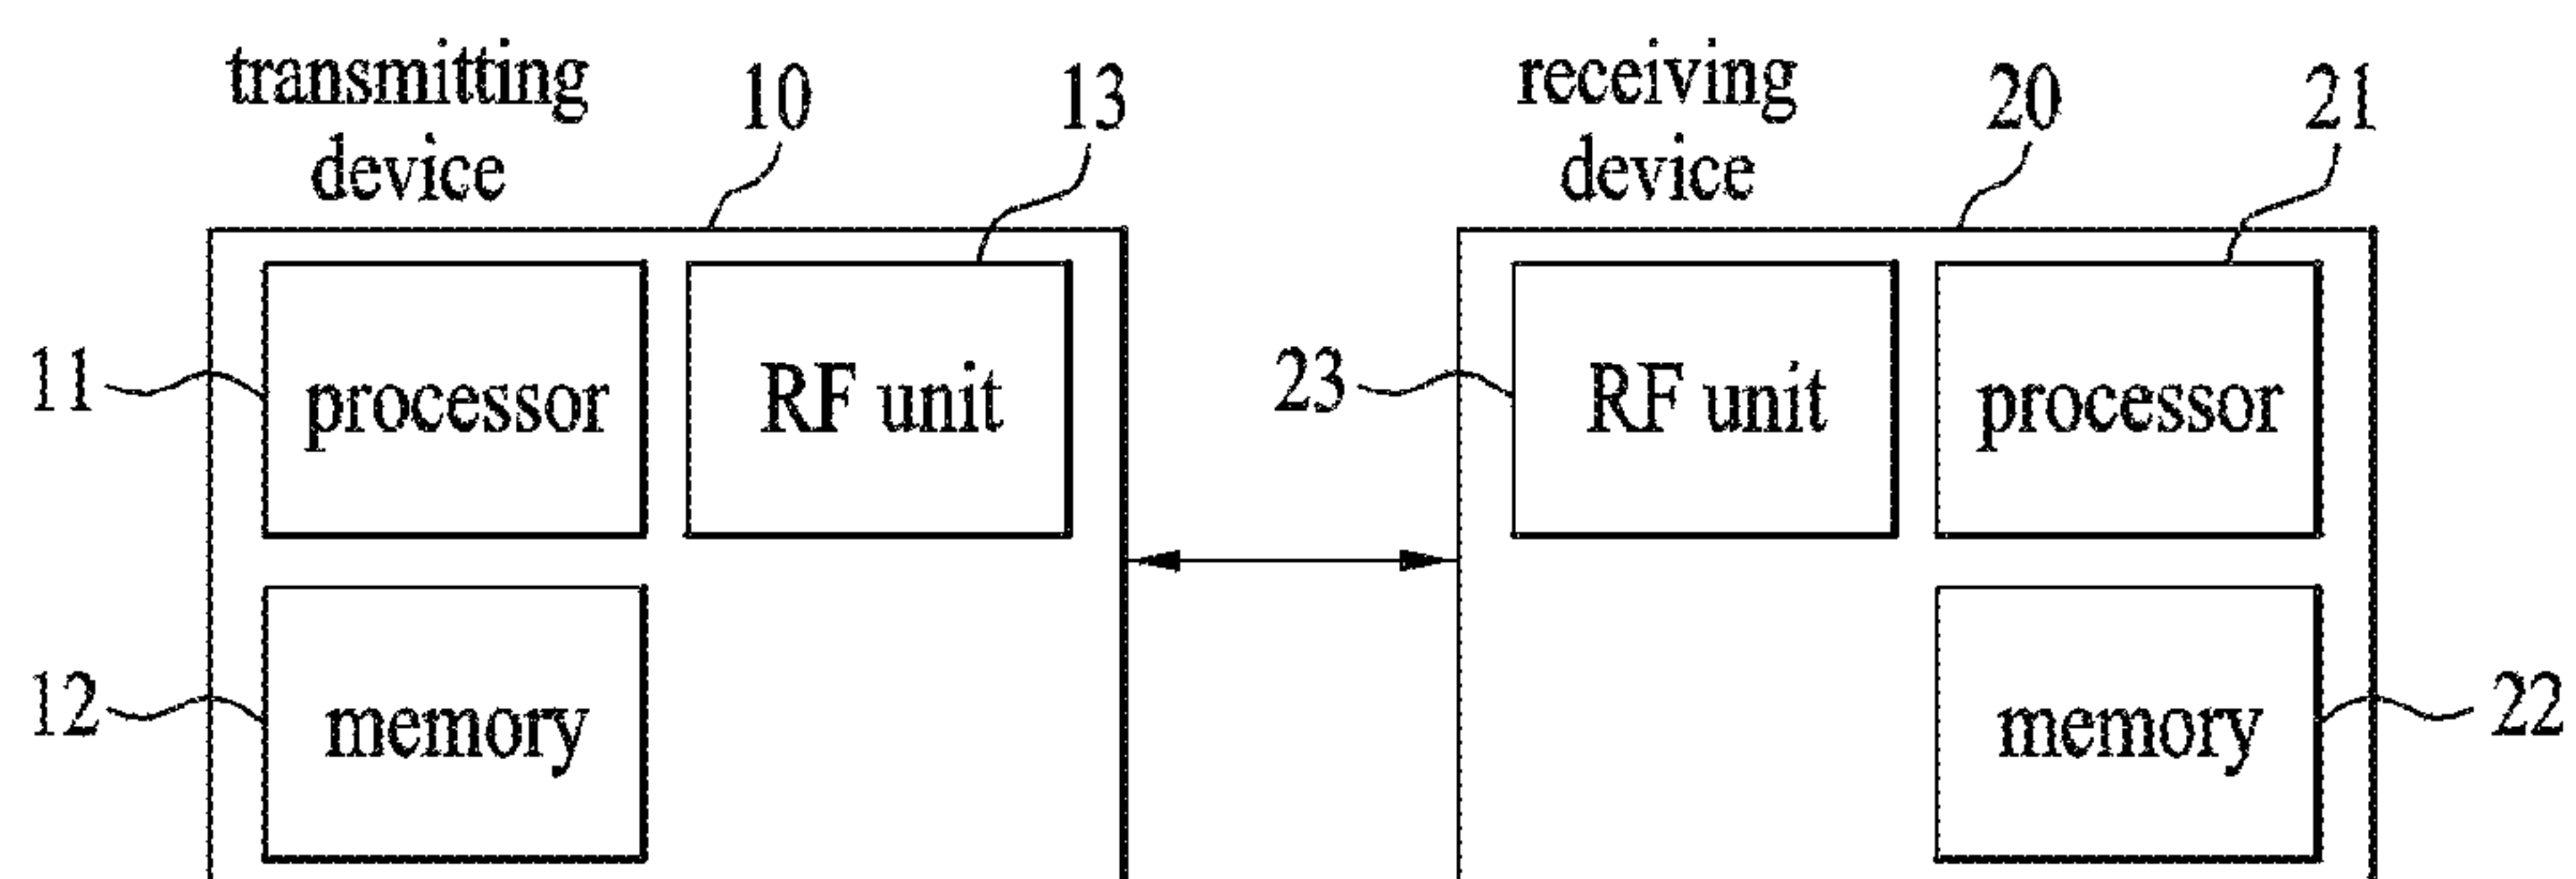 transmitting
device
10
13
receiving
device
20
21
11
processor
RF unit
23
RF unit
processor
12
memory
memory
22